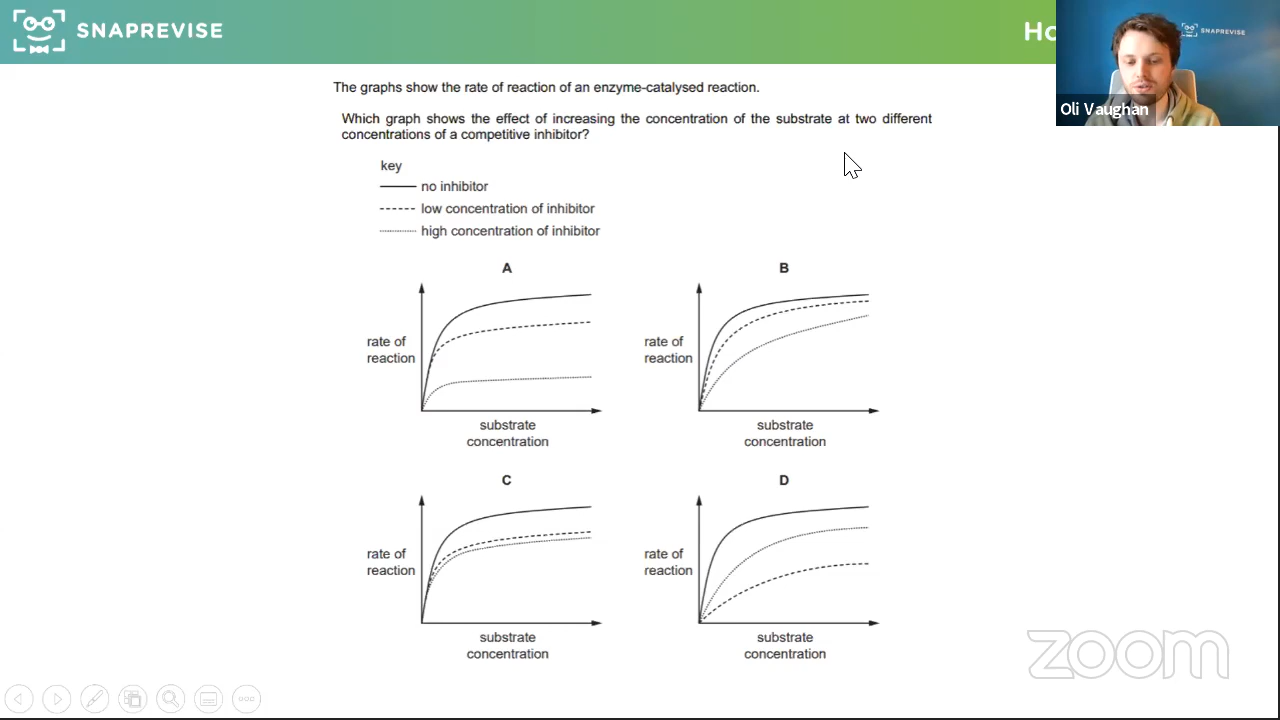 SNAPREVISE
SNAPREVISE
Oli Vaughan
The graphs show the rate of reaction of an enzyme-catalysed reaction.
Which graph shows the effect of increasing the concentration of the substrate at two different
concentrations of a competitive inhibitor?
key
no inhibitor
low concentration of inhibitor
high concentration of inhibitor
A
rate of
reaction
substrate
concentration
B
rate of
reaction
substrate
concentration
C
rate of
reaction
substrate
concentration
D
rate of
reaction
substrate
concentration
zoom